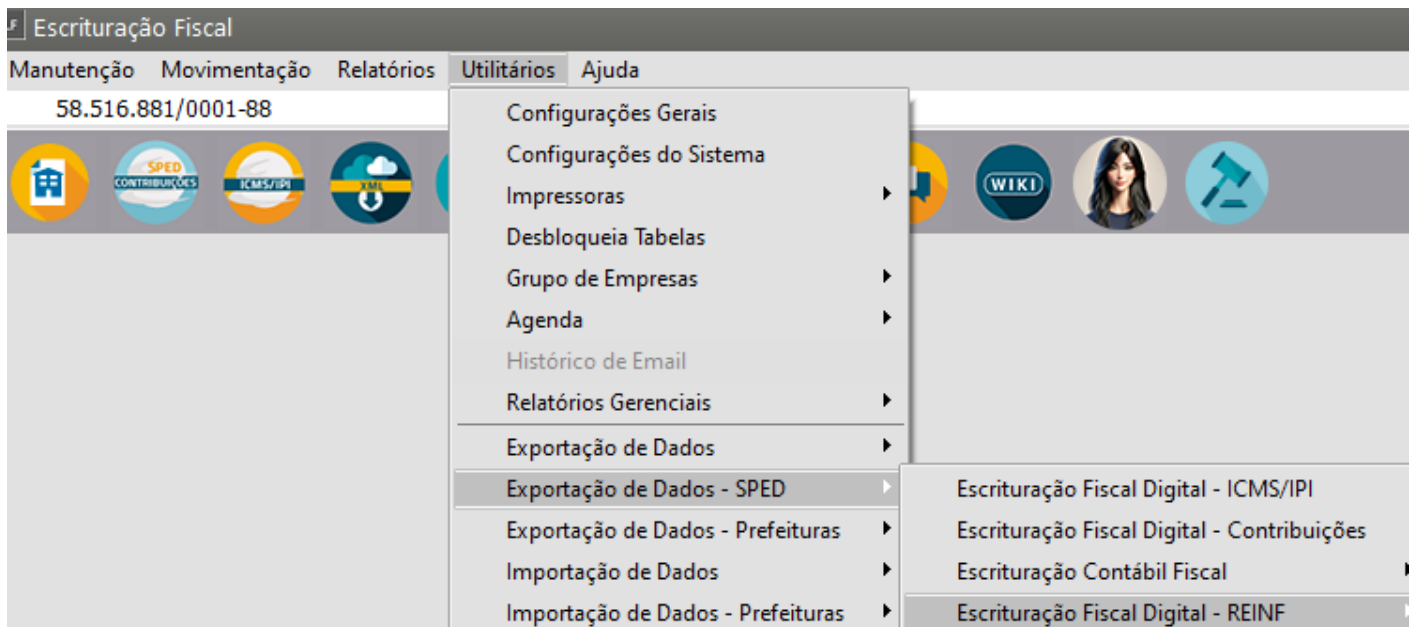 Escrituração Fiscal
Manutenção Movimentação Relatórios Utilitários Ajuda
58.516.881/0001-88
SPED
CONTRIBUIÇÕES
ICMS/IPI
XML
WIKI
Configurações Gerais
Configurações do Sistema
Impressoras
Desbloqueia Tabelas
Grupo de Empresas
Agenda
Histórico de Email
Relatórios Gerenciais
Exportação de Dados
Exportação de Dados - SPED
Exportação de Dados - Prefeituras
Importação de Dados
Importação de Dados - Prefeituras
Escrituração Fiscal Digital - ICMS/IPI
Escrituração Fiscal Digital - Contribuições
Escrituração Contábil Fiscal
Escrituração Fiscal Digital - REINF